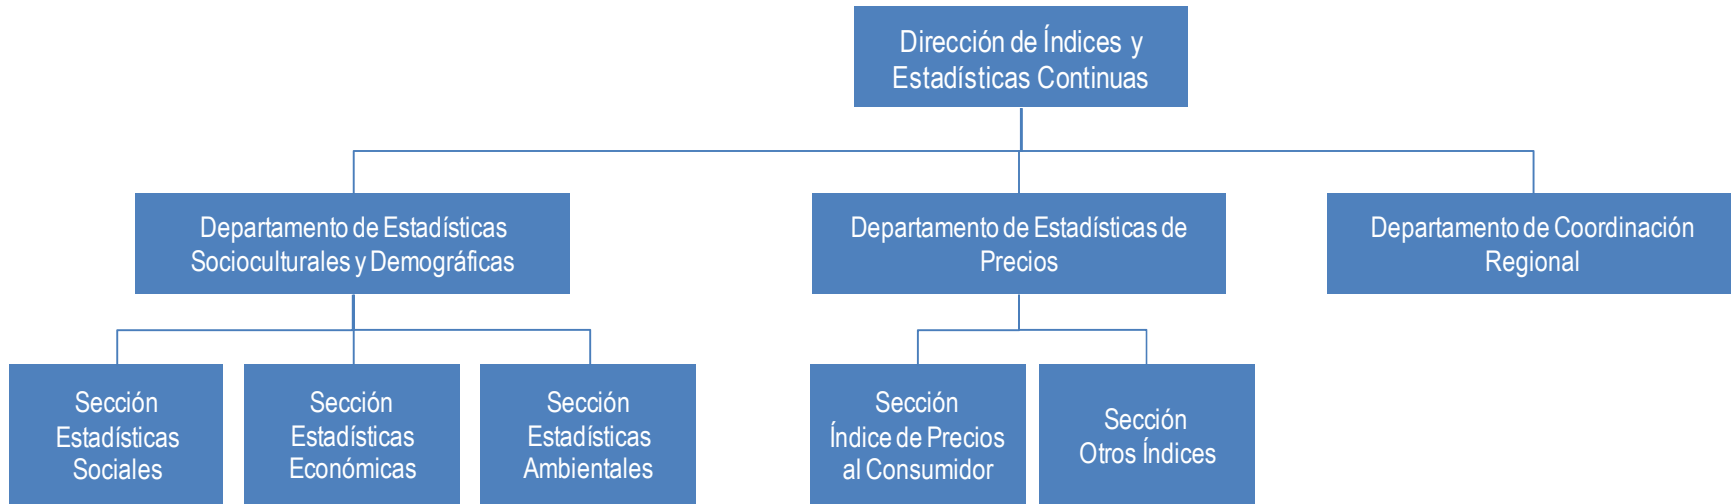 Dirección de Índices y
Estadísticas Continuas
Departamento de Estadísticas
Socioculturales y Demográficas
Departamento de Estadísticas de
Precios
Departamento de Coordinación
Regional
Sección
Estadísticas
Sociales
Sección
Estadísticas
Económicas
Sección
Estadísticas
Ambientales
Sección
Índice de Precios
al Consumidor
Sección
Otros Índices